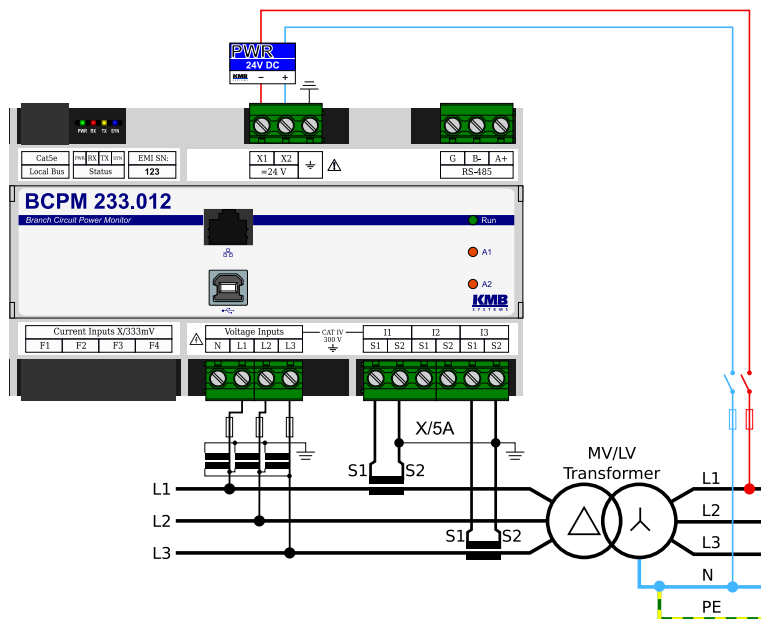 PWR
24V DC
KMB
− +
PWR RX TX SYN
Cat5e PWR RX TX SYN EMI SN:
Local Bus Status 123
X1 X2
=24 V
G B- A+
RS-485
BCPM 233.012
Branch Circuit Power Monitor
Run
A1
A2
KMB
SYSTEMS
Current Inputs X/333mV
F1 F2 F3 F4
Voltage Inputs
N L1 L2 L3
CAT IV
300 V
I1 I2 I3
S1 S2 S1 S2 S1 S2
X/5A
S1 S2
MV/LV
Transformer
L1 L1
L2 L2
S1 S2
L3 L3
N
PE